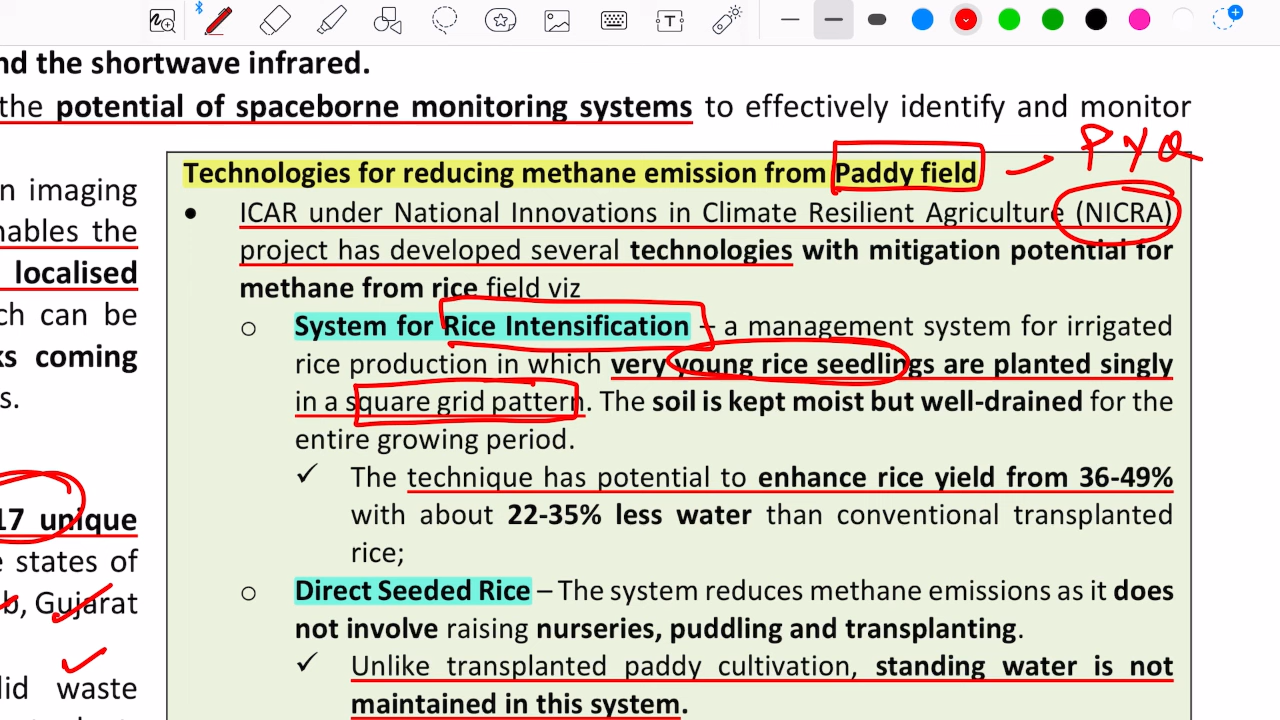 nd the shortwave infrared.
the potential of spaceborne monitoring systems to effectively identify and monitor
PYQ
n imaging
nables the
localised
ch can be
ks coming
s.
17 unique
e states of
b, Gujarat
lid waste
Technologies for reducing methane emission from Paddy field
• ICAR under National Innovations in Climate Resilient Agriculture (NICRA)
project has developed several technologies with mitigation potential for
methane from rice field viz
o System for Rice Intensification – a management system for irrigated
rice production in which very young rice seedlings are planted singly
in a square grid pattern. The soil is kept moist but well-drained for the
entire growing period.
✓ The technique has potential to enhance rice yield from 36-49%
with about 22-35% less water than conventional transplanted
rice;
o Direct Seeded Rice – The system reduces methane emissions as it does
not involve raising nurseries, puddling and transplanting.
✓ Unlike transplanted paddy cultivation, standing water is not
maintained in this system.